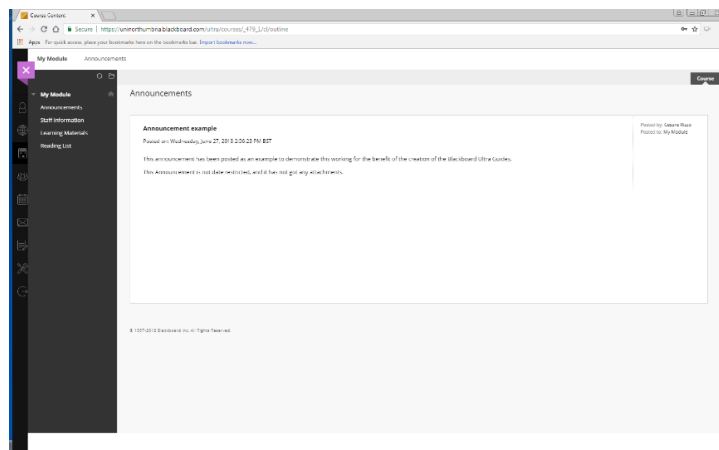 Course Content
Secure | https://uninorthumbria.blackboard.com/ultra/courses/_479_1/cl/outline
Apps For quick access, place your bookmarks here on the bookmarks bar. Import bookmarks now...
My Module Announcements
Course
My Module
Announcements
Staff Information
Learning Materials
Reading List
Announcements
Announcement example
Posted on: Wednesday, June 27, 2018 2:56:23 PM BST
This announcement has been posted as an example to demonstrate this working for the benefit of the creation of the Blackboard Ultra Guides.
This Announcement is not date restricted, and it has not got any attachments.
Posted by:
Posted to: My Module
© 1997-2018 Blackboard Inc. All Rights Reserved.